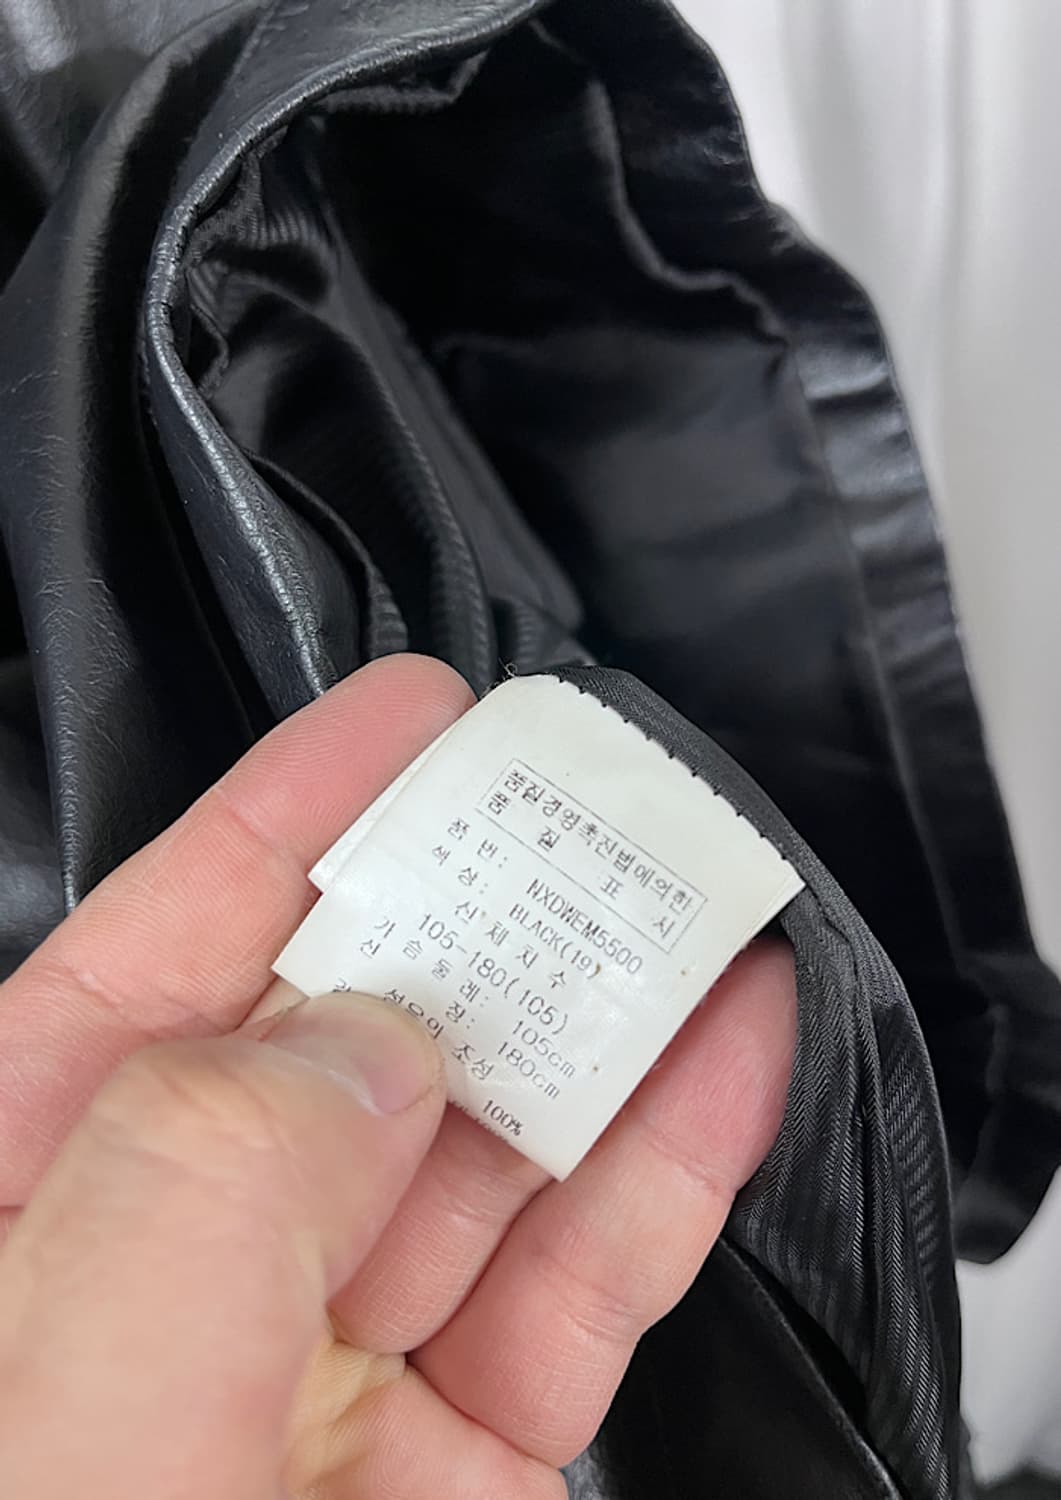 품질경영촉진법에의한
품 질 표 시
품 번: NXDWEM5500
색 상: BLACK(19)
신 체 치 수
105-180(105)
가 슴 둘 레: 105cm
신 장: 180cm
섬유의 조성
100%